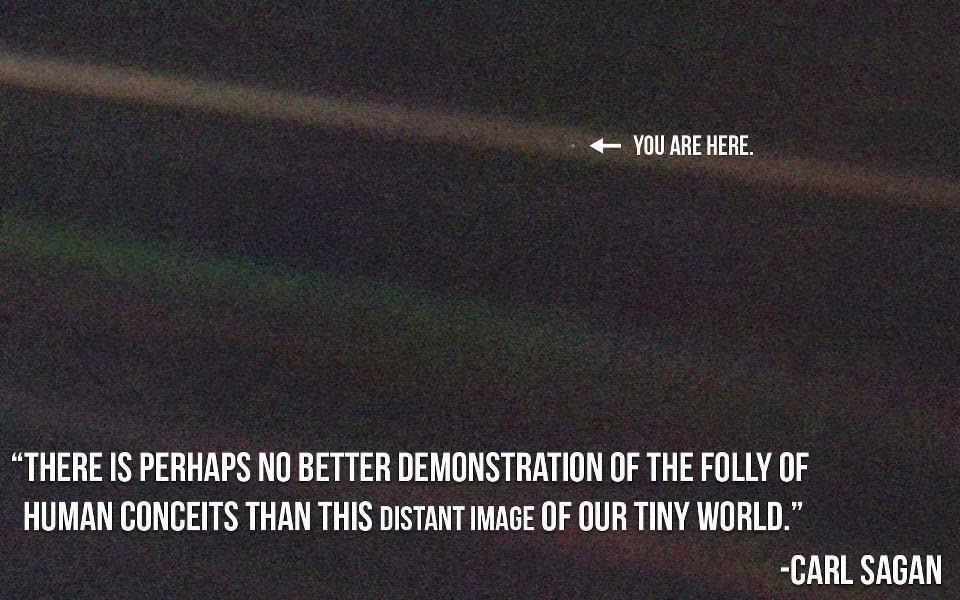 YOU ARE HERE.
“THERE IS PERHAPS NO BETTER DEMONSTRATION OF THE FOLLY OF
HUMAN CONCEITS THAN THIS DISTANT IMAGE OF OUR TINY WORLD.”
-CARL SAGAN